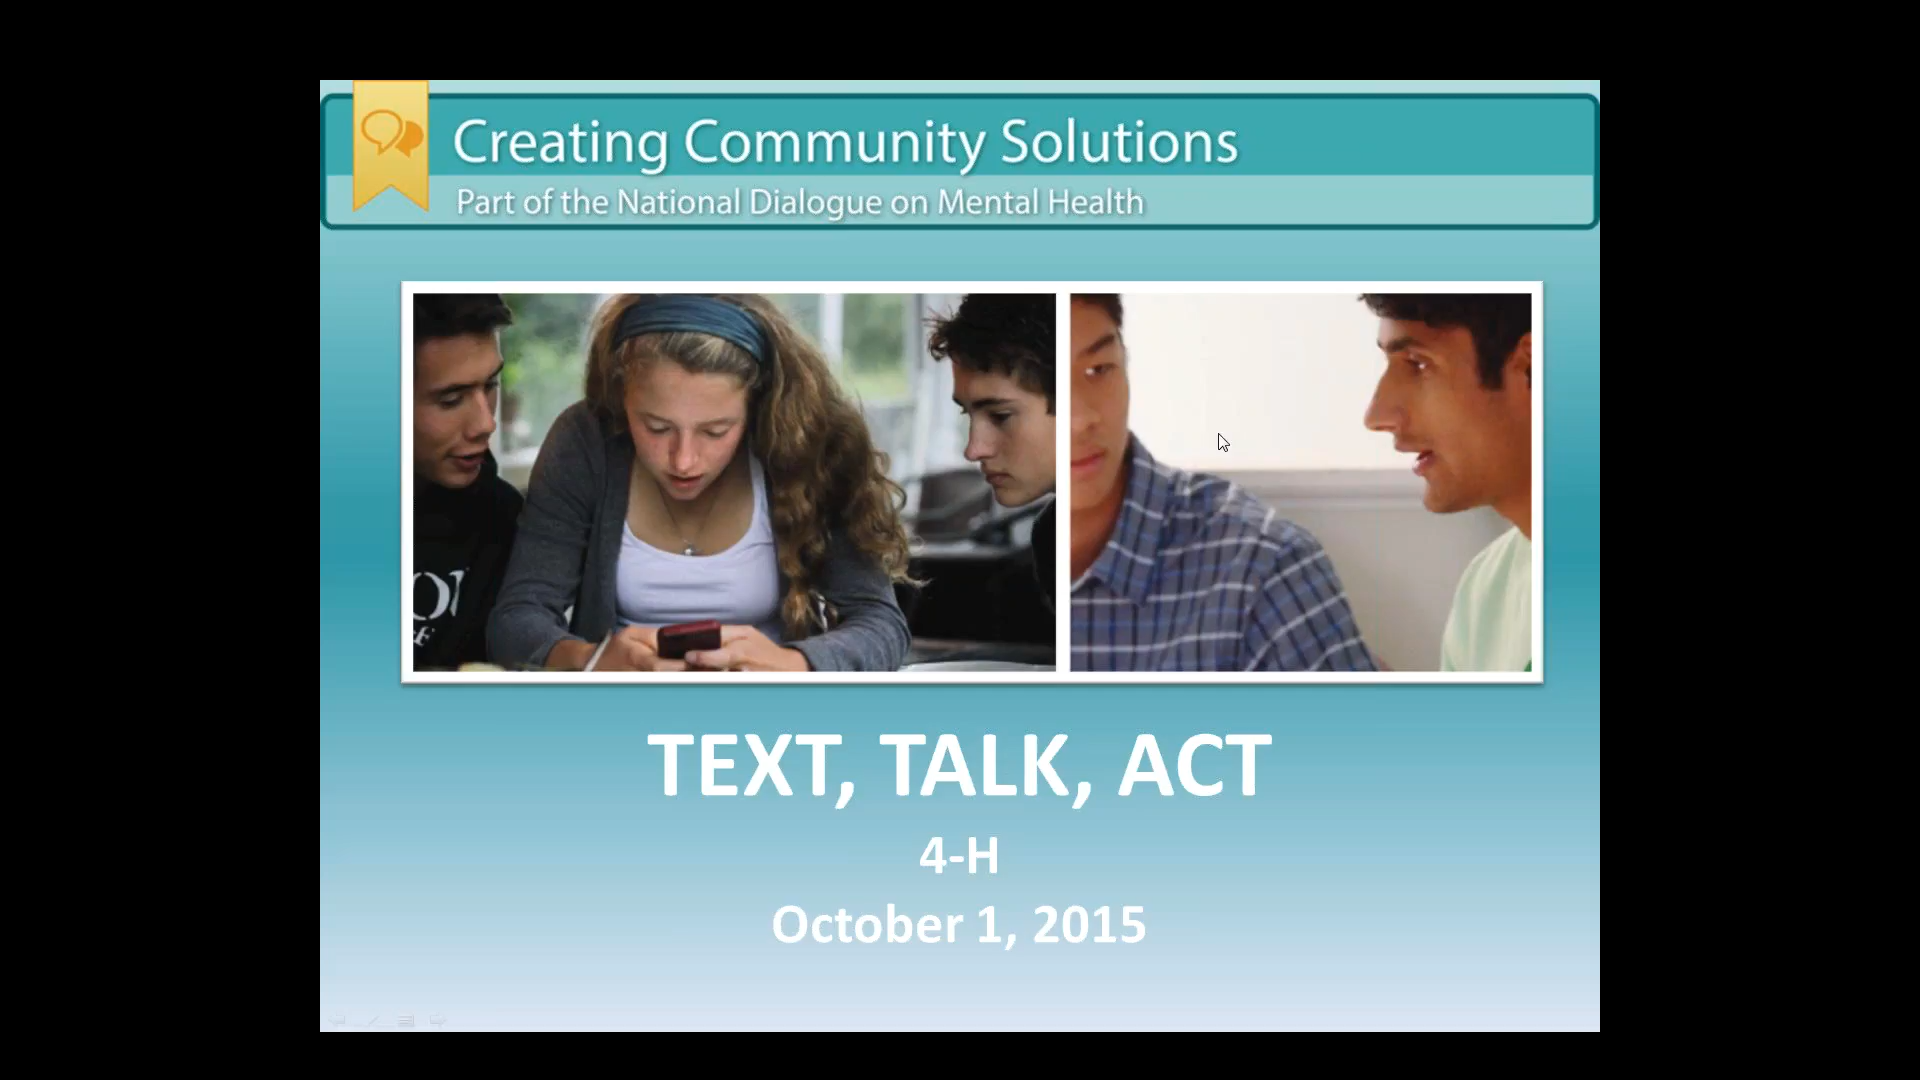 Creating Community Solutions
Part of the National Dialogue on Mental Health
TEXT, TALK, ACT
4-H
October 1, 2015